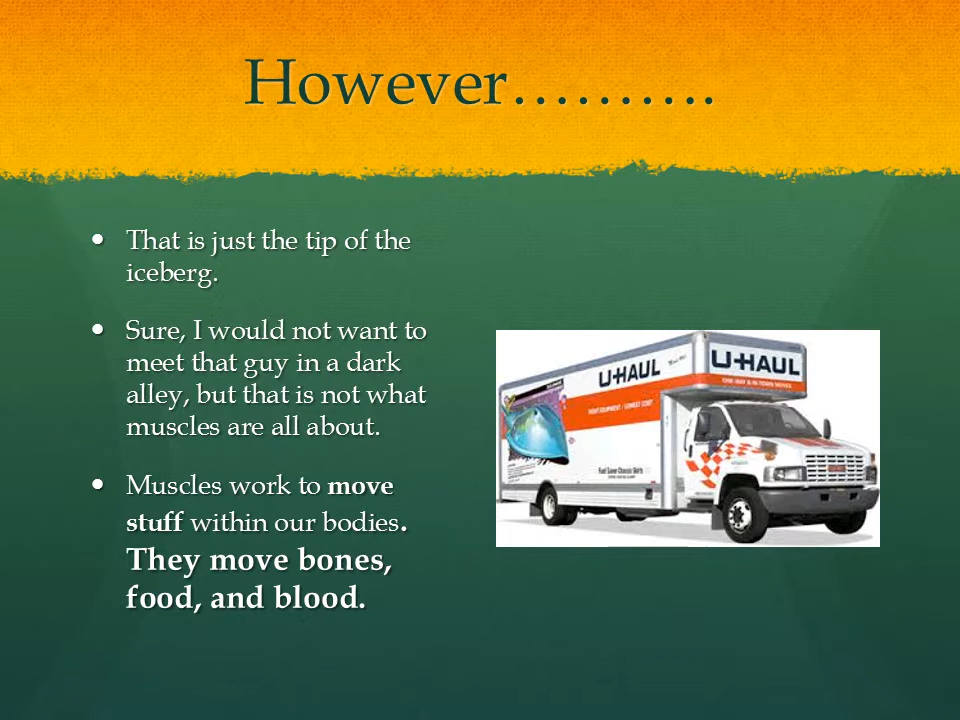 However……….
• That is just the tip of the
iceberg.
• Sure, I would not want to
meet that guy in a dark
alley, but that is not what
muscles are all about.
• Muscles work to move
stuff within our bodies.
They move bones,
food, and blood.
U-HAUL
U-HAUL
ONE-WAY & IN-TOWN MOVES